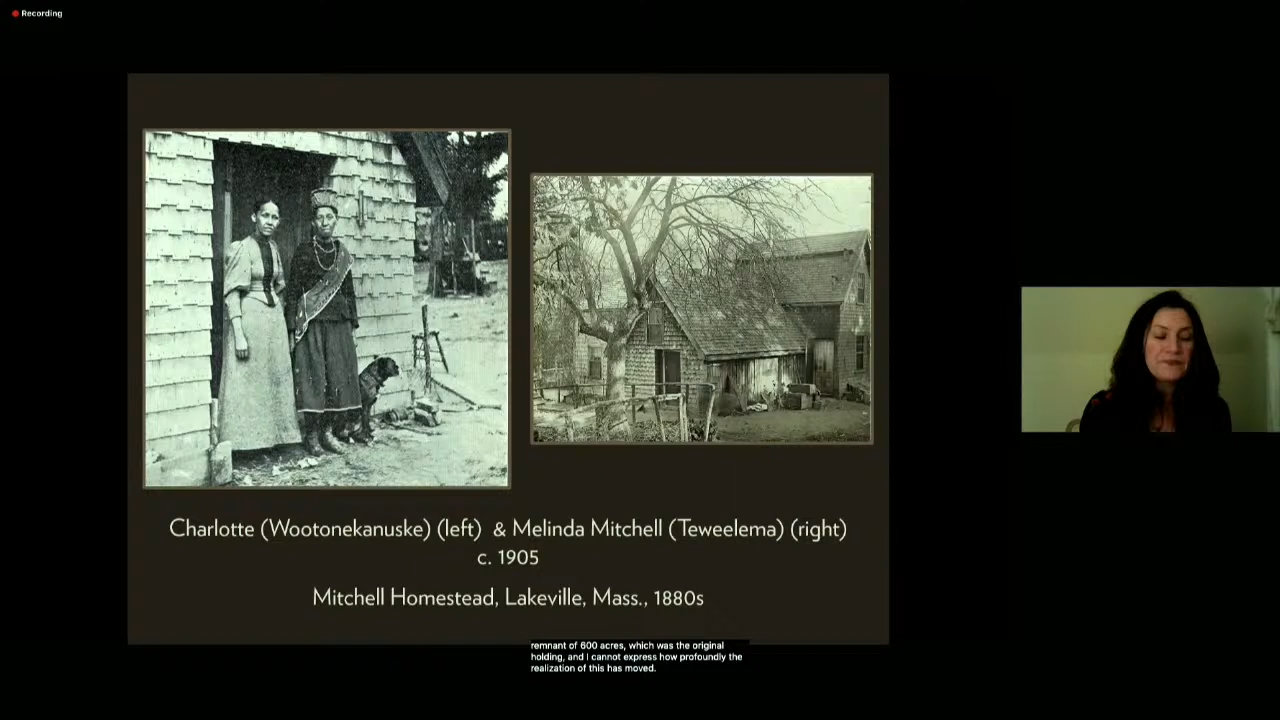 Recording
Charlotte (Wootonekanuske) (left) & Melinda Mitchell (Teweelema) (right)
c. 1905
Mitchell Homestead, Lakeville, Mass., 1880s
remnant of 600 acres, which was the original
holding, and I cannot express how profoundly the
realization of this has moved.